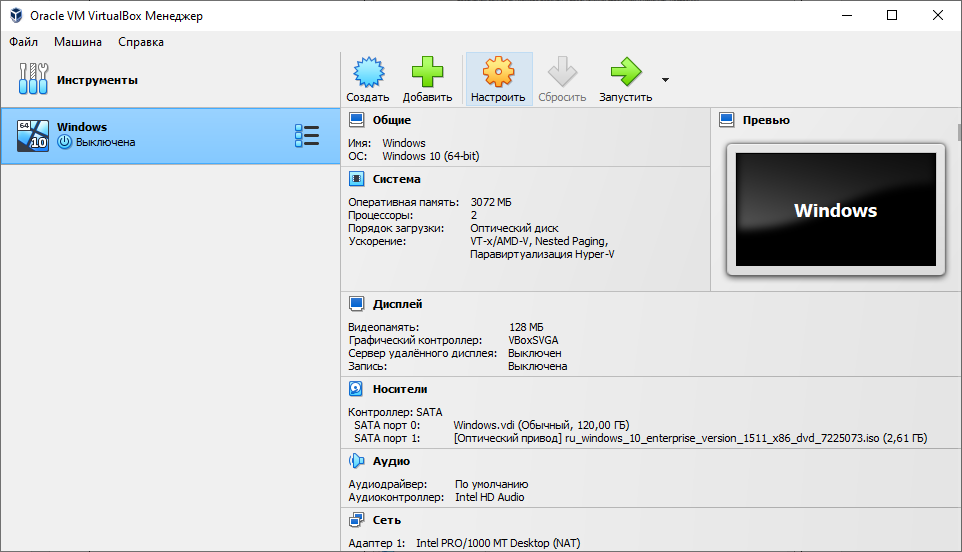 Oracle VM VirtualBox Менеджер
Файл Машина Справка
Инструменты
Создать Добавить Настроить Сбросить Запустить
64
10
Windows
Выключена
Общие
Имя: Windows
ОС: Windows 10 (64-bit)
Превью
Windows
Система
Оперативная память: 3072 МБ
Процессоры: 2
Порядок загрузки: Оптический диск
Ускорение: VT-x/AMD-V, Nested Paging,
Паравиртуализация Hyper-V
Дисплей
Видеопамять: 128 МБ
Графический контроллер: VBoxSVGA
Сервер удалённого дисплея: Выключен
Запись: Выключена
Носители
Контроллер: SATA
SATA порт 0: Windows.vdi (Обычный, 120,00 ГБ)
SATA порт 1: [Оптический привод] ru_windows_10_enterprise_version_1511_x86_dvd_7225073.iso (2,61 ГБ)
Аудио
Аудиодрайвер: По умолчанию
Аудиоконтроллер: Intel HD Audio
Сеть
Адаптер 1: Intel PRO/1000 MT Desktop (NAT)